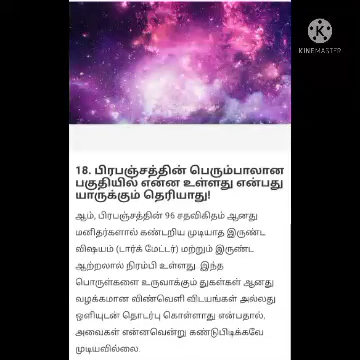 KINEMASTER
18. பிரபஞ்சத்தின் பெரும்பாலான
பகுதியில் என்ன உள்ளது என்பது
யாருக்கும் தெரியாது!
ஆம், பிரபஞ்சத்தின் 96 சதவிகிதம் ஆனது
மனிதர்களால் கண்டறிய முடியாத இருண்ட
விஷயம் (டார்க் மேட்டர்) மற்றும் இருண்ட
ஆற்றலால் நிரம்பி உள்ளது. இந்த
பொருள்களை உருவாக்கும் துகள்கள் ஆனது
வழக்கமான விண்வெளி விடயங்கள் அல்லது
ஒளியுடன் தொடர்பு கொள்ளாது என்பதால்,
அவைகள் என்னவென்று கண்டுபிடிக்கவே
முடியவில்லை.